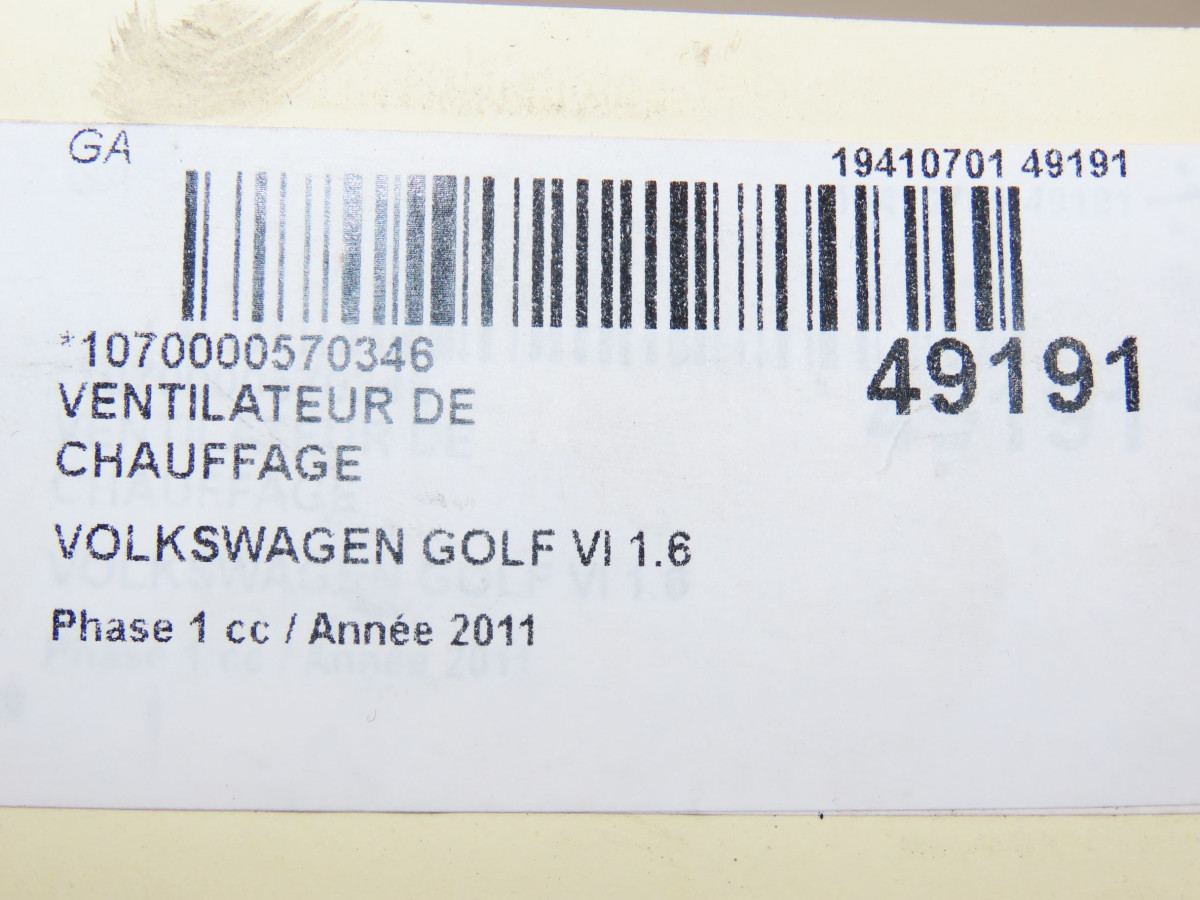 GA
19410701 49191
*1070000570346
49191
VENTILATEUR DE
CHAUFFAGE
VOLKSWAGEN GOLF VI 1.6
Phase 1 cc / Année 2011